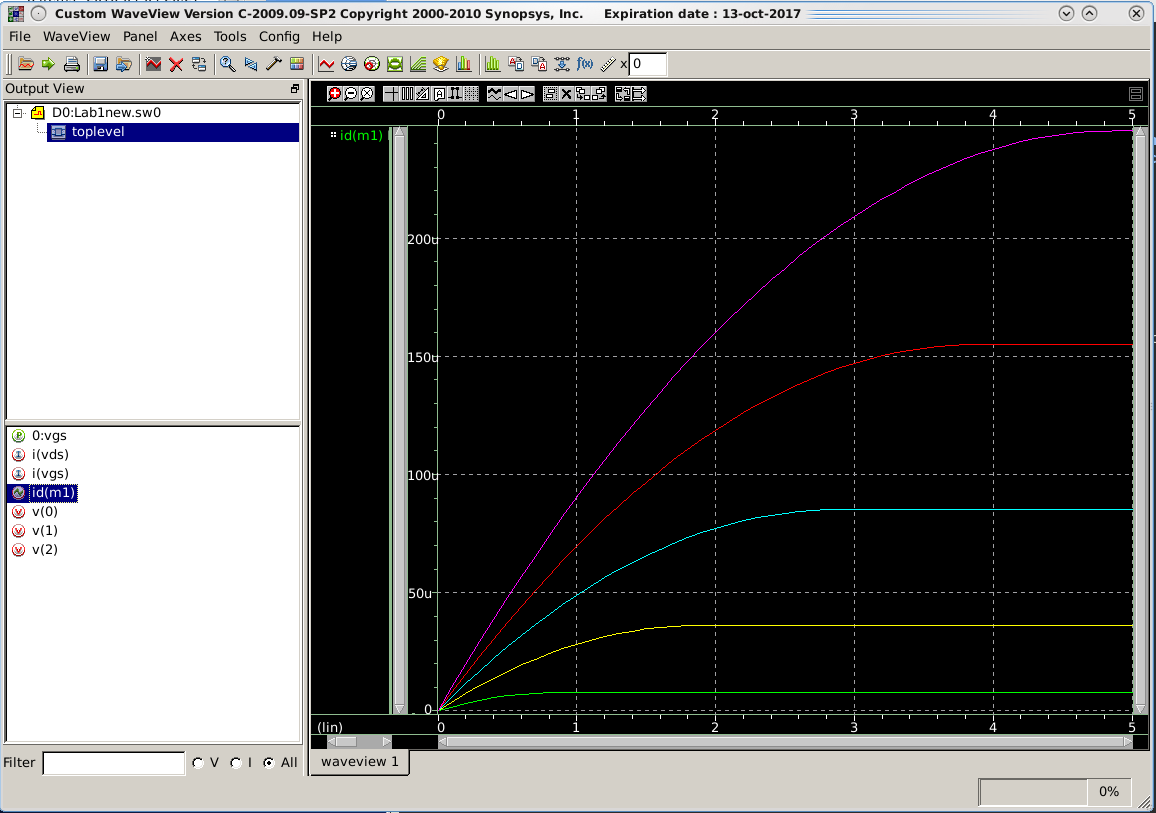 Custom WaveView Version C-2009.09-SP2 Copyright 2000-2010 Synopsys, Inc. Expiration date : 13-oct-2017
File WaveView Panel Axes Tools Config Help
f(x) x 0
Output View
D0:Lab1new.sw0
toplevel
0:vgs
i(vds)
i(vgs)
id(m1)
v(0)
v(1)
v(2)
Filter V I All
0 1 2 3 4 5
id(m1)
200u
150u
100u
50u
0
(lin) 0 1 2 3 4 5
waveview 1
0%